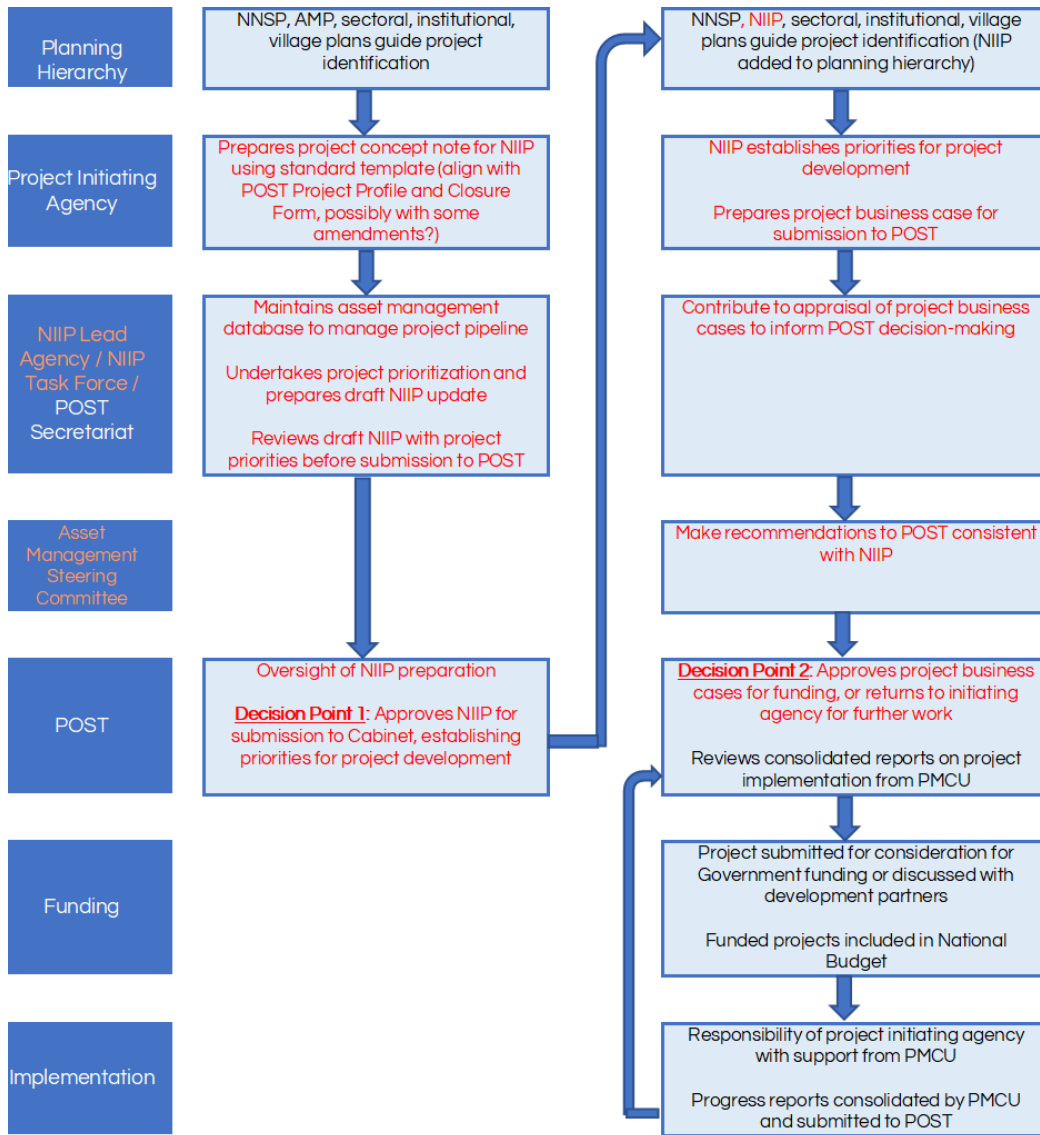 Planning
Hierarchy
NNSP, AMP, sectoral, institutional,
village plans guide project
identification
NNSP, NIIP, sectoral, institutional, village
plans guide project identification (NIIP
added to planning hierarchy)
Project Initiating
Agency
Prepares project concept note for NIIP
using standard template (align with
POST Project Profile and Closure
Form, possibly with some
amendments?)
NIIP establishes priorities for project
development
Prepares project business case for
submission to POST
NIIP Lead
Agency / NIIP
Task Force /
POST
Secretariat
Maintains asset management
database to manage project pipeline
Undertakes project prioritization and
prepares draft NIIP update
Reviews draft NIIP with project
priorities before submission to POST
Contribute to appraisal of project business
cases to inform POST decision-making
Asset
Management
Steering
Committee
Make recommendations to POST consistent
with NIIP
POST
Oversight of NIIP preparation
Decision Point 1: Approves NIIP for
submission to Cabinet, establishing
priorities for project development
Decision Point 2: Approves project business
cases for funding, or returns to initiating
agency for further work
Reviews consolidated reports on project
implementation from PMCU
Funding
Project submitted for consideration for
Government funding or discussed with
development partners
Funded projects included in National
Budget
Implementation
Responsibility of project initiating agency
with support from PMCU
Progress reports consolidated by PMCU
and submitted to POST